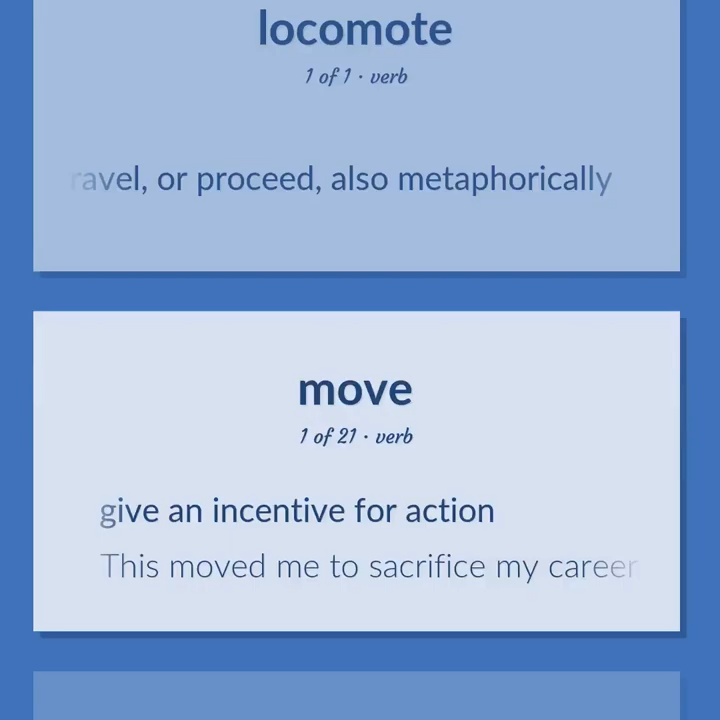 locomote
1 of 1 · verb
ravel, or proceed, also metaphorically
move
1 of 21 · verb
give an incentive for action
This moved me to sacrifice my career